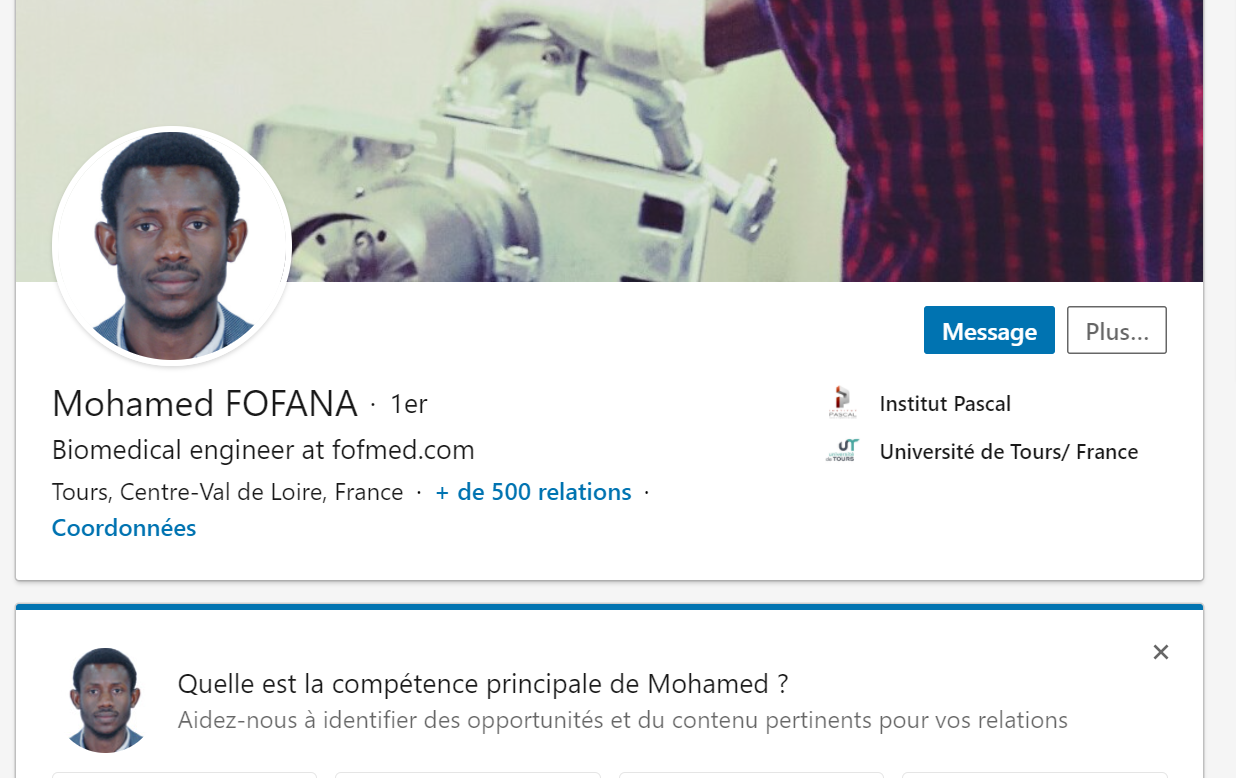 Message
Plus...
Mohamed FOFANA · 1er
Biomedical engineer at fofmed.com
Tours, Centre-Val de Loire, France · + de 500 relations ·
Coordonnées
PASCAL
Institut Pascal
TOURS
Université de Tours/ France
Quelle est la compétence principale de Mohamed ?
Aidez-nous à identifier des opportunités et du contenu pertinents pour vos relations